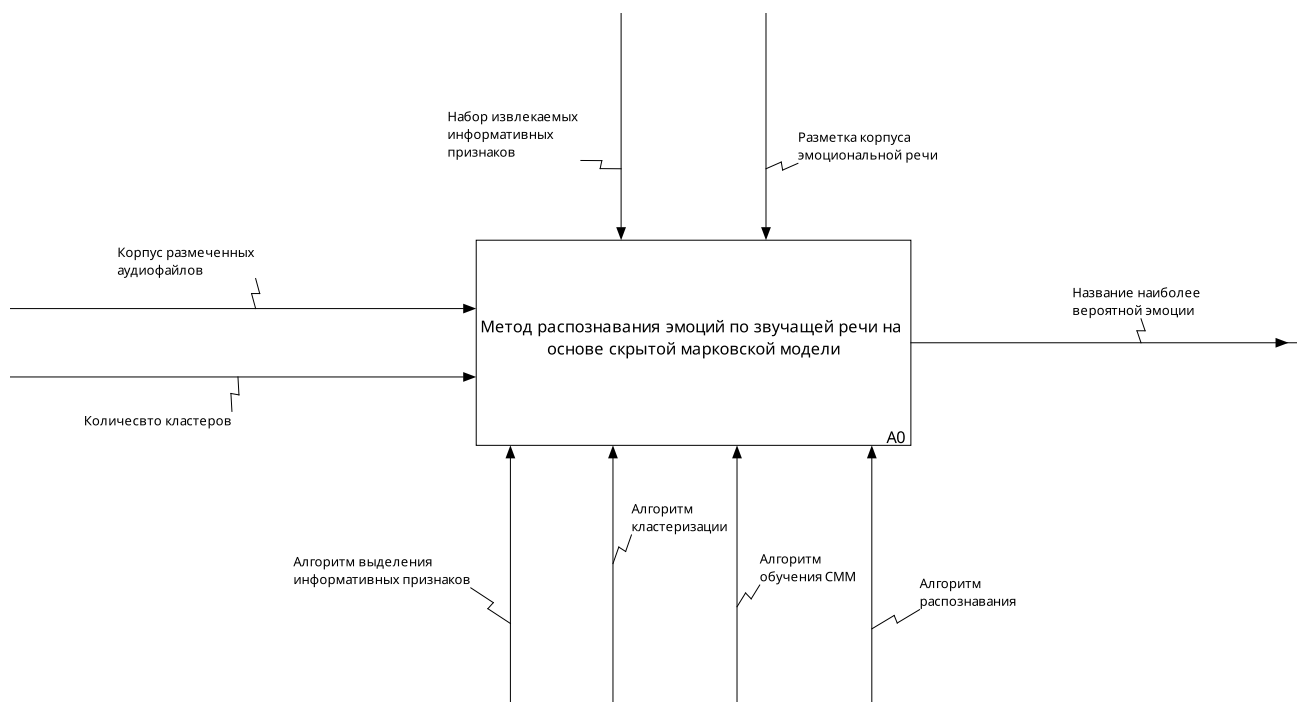 Набор извлекаемых
информативных
признаков
Разметка корпуса
эмоциональной речи
Корпус размеченных
аудиофайлов
Название наиболее
вероятной эмоции
Метод распознавания эмоций по звучащей речи на
основе скрытой марковской модели
Количесвто кластеров
A0
Алгоритм
кластеризации
Алгоритм выделения
информативных признаков
Алгоритм
обучения СММ
Алгоритм
распознавания